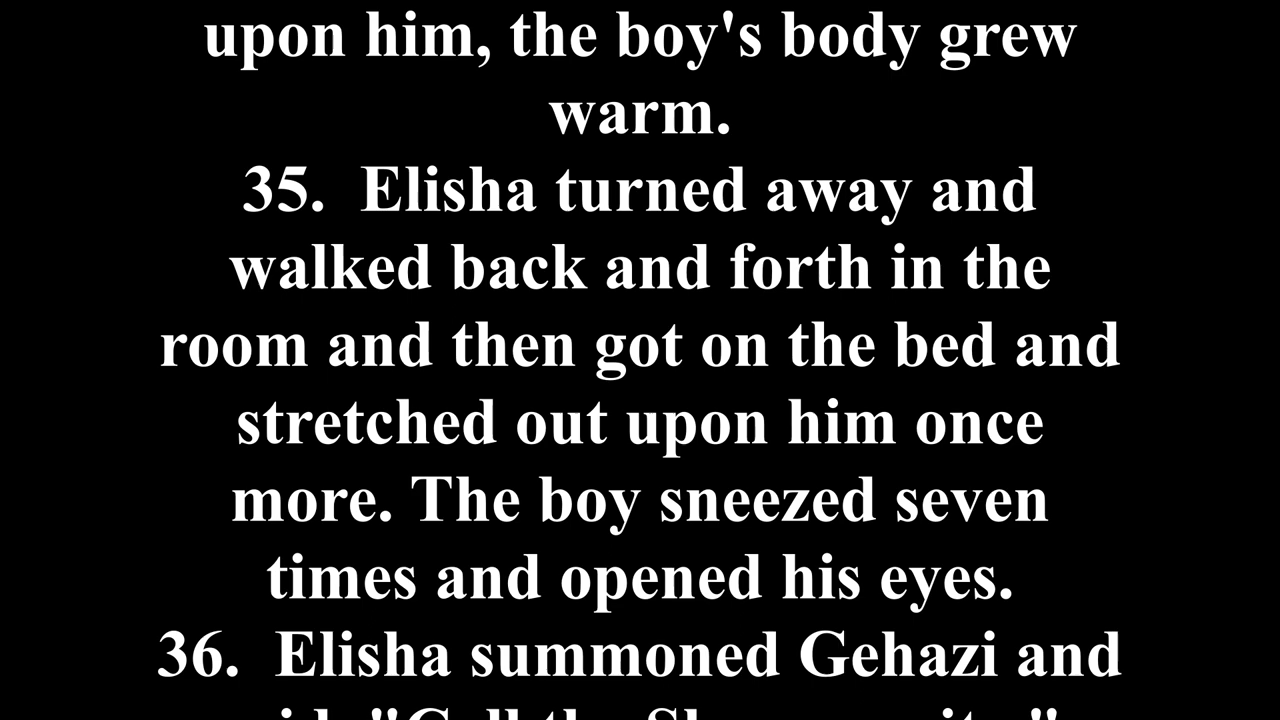 upon him, the boy's body grew
warm.
35.  Elisha turned away and
walked back and forth in the
room and then got on the bed and
stretched out upon him once
more. The boy sneezed seven
times and opened his eyes.
36.  Elisha summoned Gehazi and